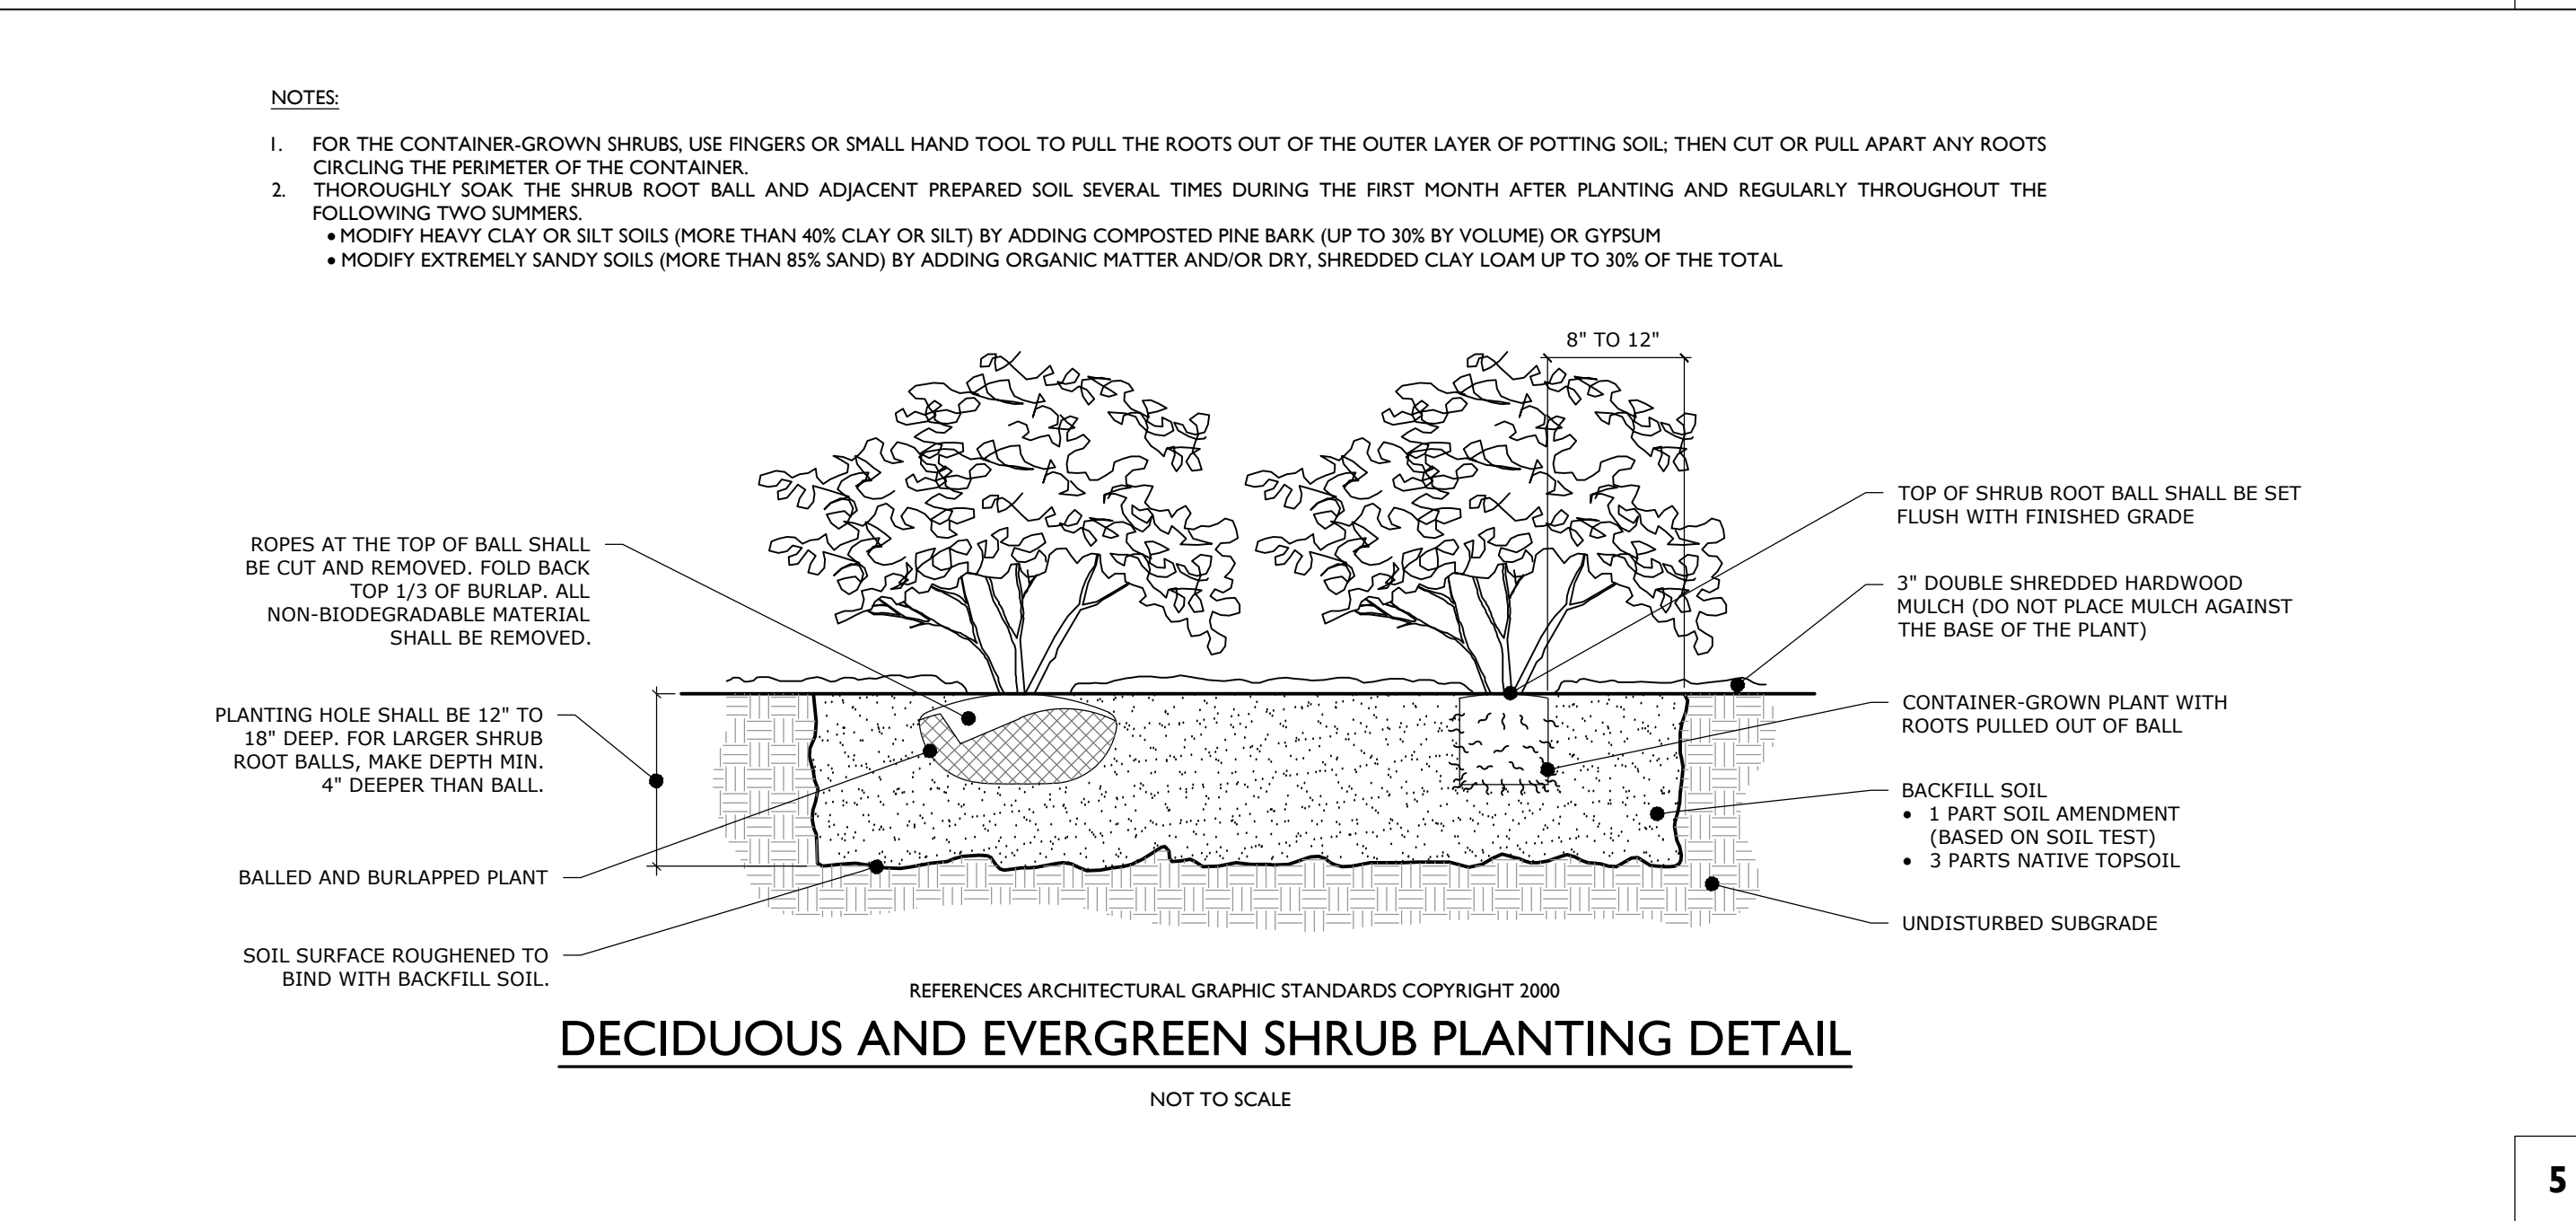 NOTES:
1. FOR THE CONTAINER-GROWN SHRUBS, USE FINGERS OR SMALL HAND TOOL TO PULL THE ROOTS OUT OF THE OUTER LAYER OF POTTING SOIL; THEN CUT OR PULL APART ANY ROOTS
CIRCLING THE PERIMETER OF THE CONTAINER.
2. THOROUGHLY SOAK THE SHRUB ROOT BALL AND ADJACENT PREPARED SOIL SEVERAL TIMES DURING THE FIRST MONTH AFTER PLANTING AND REGULARLY THROUGHOUT THE
FOLLOWING TWO SUMMERS.
• MODIFY HEAVY CLAY OR SILT SOILS (MORE THAN 40% CLAY OR SILT) BY ADDING COMPOSTED PINE BARK (UP TO 30% BY VOLUME) OR GYPSUM
• MODIFY EXTREMELY SANDY SOILS (MORE THAN 85% SAND) BY ADDING ORGANIC MATTER AND/OR DRY, SHREDDED CLAY LOAM UP TO 30% OF THE TOTAL
8" TO 12"
ROPES AT THE TOP OF BALL SHALL
BE CUT AND REMOVED. FOLD BACK
TOP 1/3 OF BURLAP. ALL
NON-BIODEGRADABLE MATERIAL
SHALL BE REMOVED.
PLANTING HOLE SHALL BE 12" TO
18" DEEP. FOR LARGER SHRUB
ROOT BALLS, MAKE DEPTH MIN.
4" DEEPER THAN BALL.
BALLED AND BURLAPPED PLANT
SOIL SURFACE ROUGHENED TO
BIND WITH BACKFILL SOIL.
TOP OF SHRUB ROOT BALL SHALL BE SET
FLUSH WITH FINISHED GRADE
3" DOUBLE SHREDDED HARDWOOD
MULCH (DO NOT PLACE MULCH AGAINST
THE BASE OF THE PLANT)
CONTAINER-GROWN PLANT WITH
ROOTS PULLED OUT OF BALL
BACKFILL SOIL
• 1 PART SOIL AMENDMENT
(BASED ON SOIL TEST)
• 3 PARTS NATIVE TOPSOIL
UNDISTURBED SUBGRADE
REFERENCES ARCHITECTURAL GRAPHIC STANDARDS COPYRIGHT 2000
DECIDUOUS AND EVERGREEN SHRUB PLANTING DETAIL
NOT TO SCALE
5